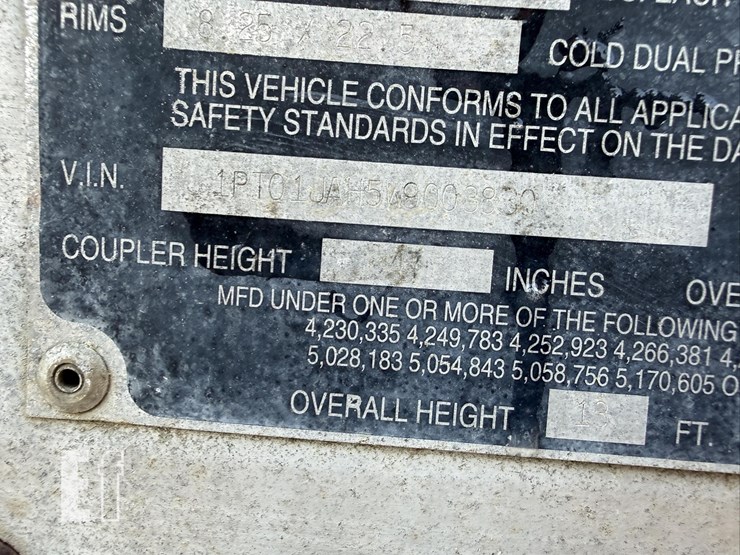 RIMS 8.25 X 22.5
COLD DUAL PR
THIS VEHICLE CONFORMS TO ALL APPLICA
SAFETY STANDARDS IN EFFECT ON THE DA
V.I.N.
COUPLER HEIGHT INCHES OVE
MFD UNDER ONE OR MORE OF THE FOLLOWING
4,230,335 4,249,783 4,252,923 4,266,381 4,
5,028,183 5,054,843 5,058,756 5,170,605 O
OVERALL HEIGHT 13 FT.